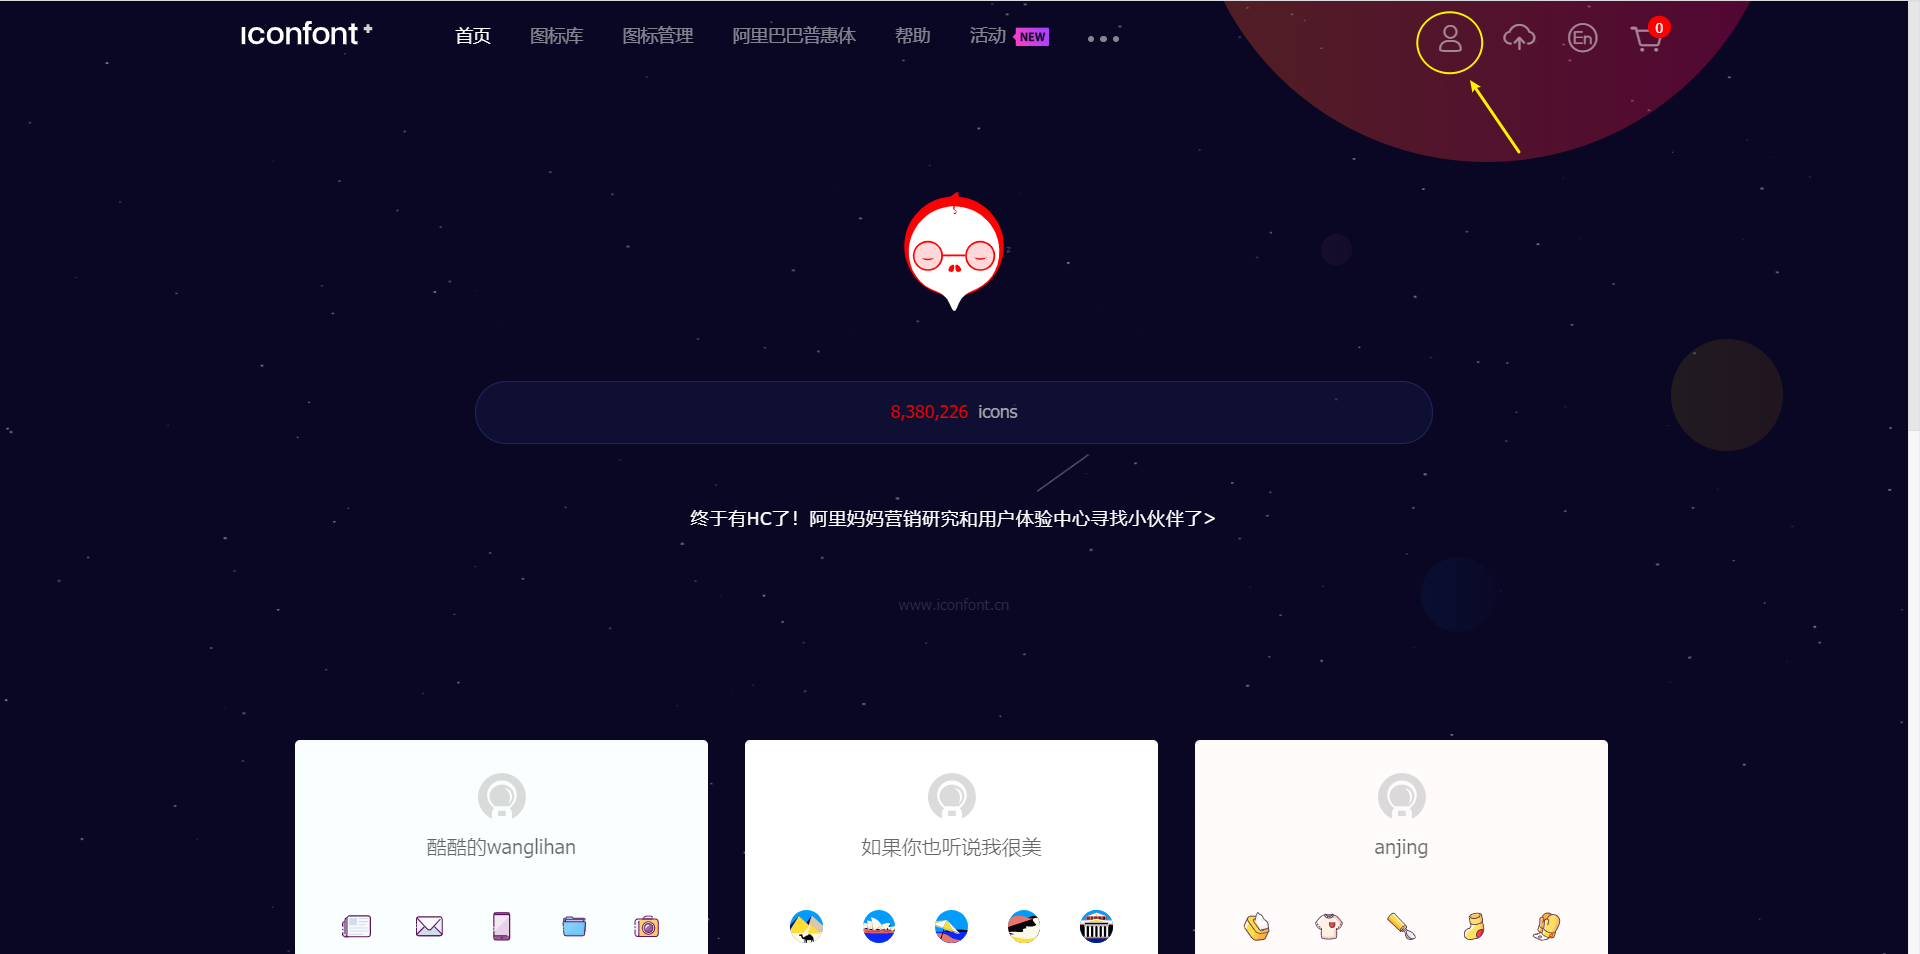 iconfont+
首页 图标库 图标管理 阿里巴巴普惠体 帮助 活动 NEW
En
0
8,380,226 icons
终于有HC了！阿里妈妈营销研究和用户体验中心寻找小伙伴了>
www.iconfont.cn
酷酷的wanglihan
如果你也听说我很美
anjing